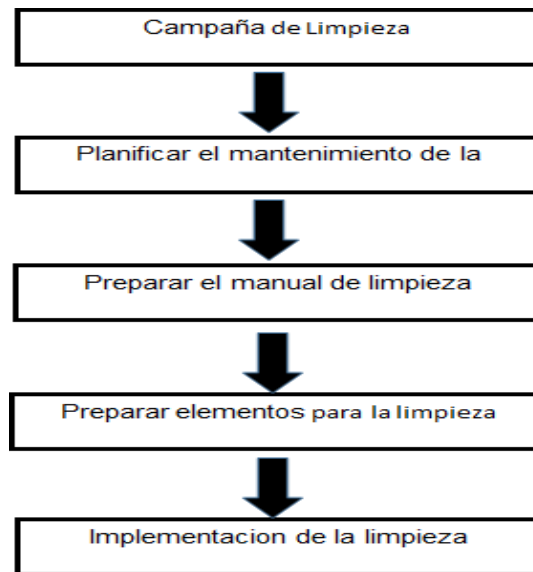 Campaña de Limpieza
Planificar el mantenimiento de la
Preparar el manual de limpieza
Preparar elementos para la limpieza
Implementacion de la limpieza